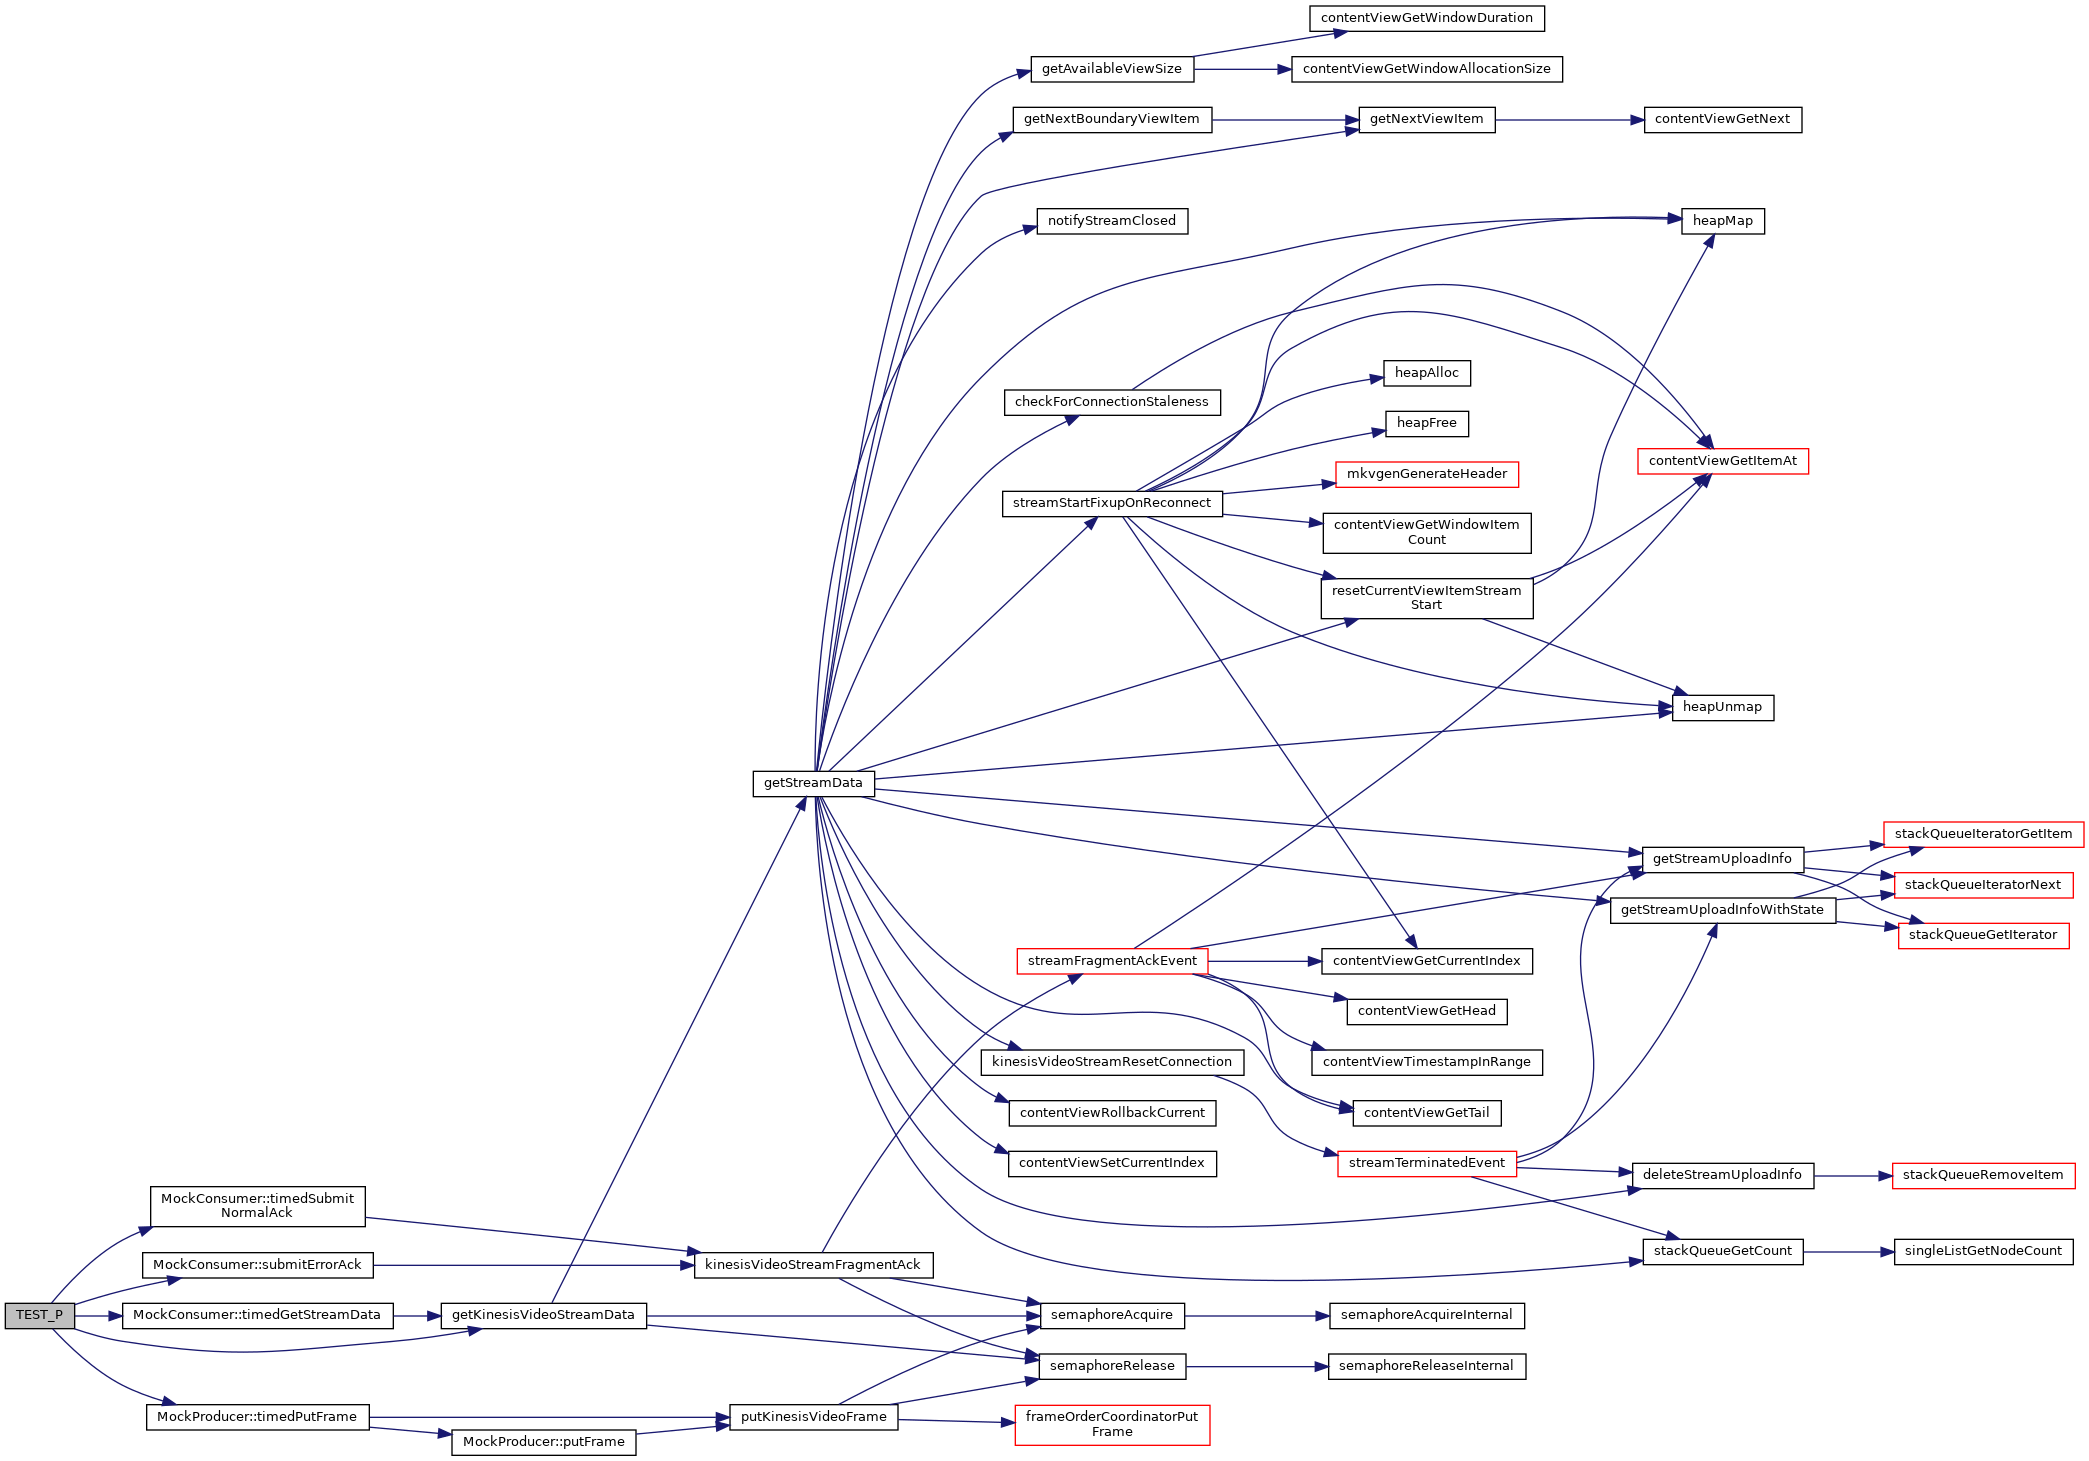 contentViewGetWindowDuration
getAvailableViewSize
contentViewGetWindowAllocationSize
getNextBoundaryViewItem
getNextViewItem
contentViewGetNext
notifyStreamClosed
heapMap
heapAlloc
checkForConnectionStaleness
heapFree
contentViewGetItemAt
mkvgenGenerateHeader
streamStartFixupOnReconnect
contentViewGetWindowItem
Count
resetCurrentViewItemStream
Start
heapUnmap
getStreamData
stackQueueIteratorGetItem
getStreamUploadInfo
stackQueueIteratorNext
getStreamUploadInfoWithState
stackQueueGetIterator
streamFragmentAckEvent
contentViewGetCurrentIndex
contentViewGetHead
kinesisVideoStreamResetConnection
contentViewTimestampInRange
contentViewRollbackCurrent
contentViewGetTail
contentViewSetCurrentIndex
streamTerminatedEvent
deleteStreamUploadInfo
stackQueueRemoveItem
MockConsumer::timedSubmit
NormalAck
stackQueueGetCount
singleListGetNodeCount
MockConsumer::submitErrorAck
kinesisVideoStreamFragmentAck
TEST_P
MockConsumer::timedGetStreamData
getKinesisVideoStreamData
semaphoreAcquire
semaphoreAcquireInternal
semaphoreRelease
semaphoreReleaseInternal
MockProducer::timedPutFrame
putKinesisVideoFrame
frameOrderCoordinatorPut
Frame
MockProducer::putFrame